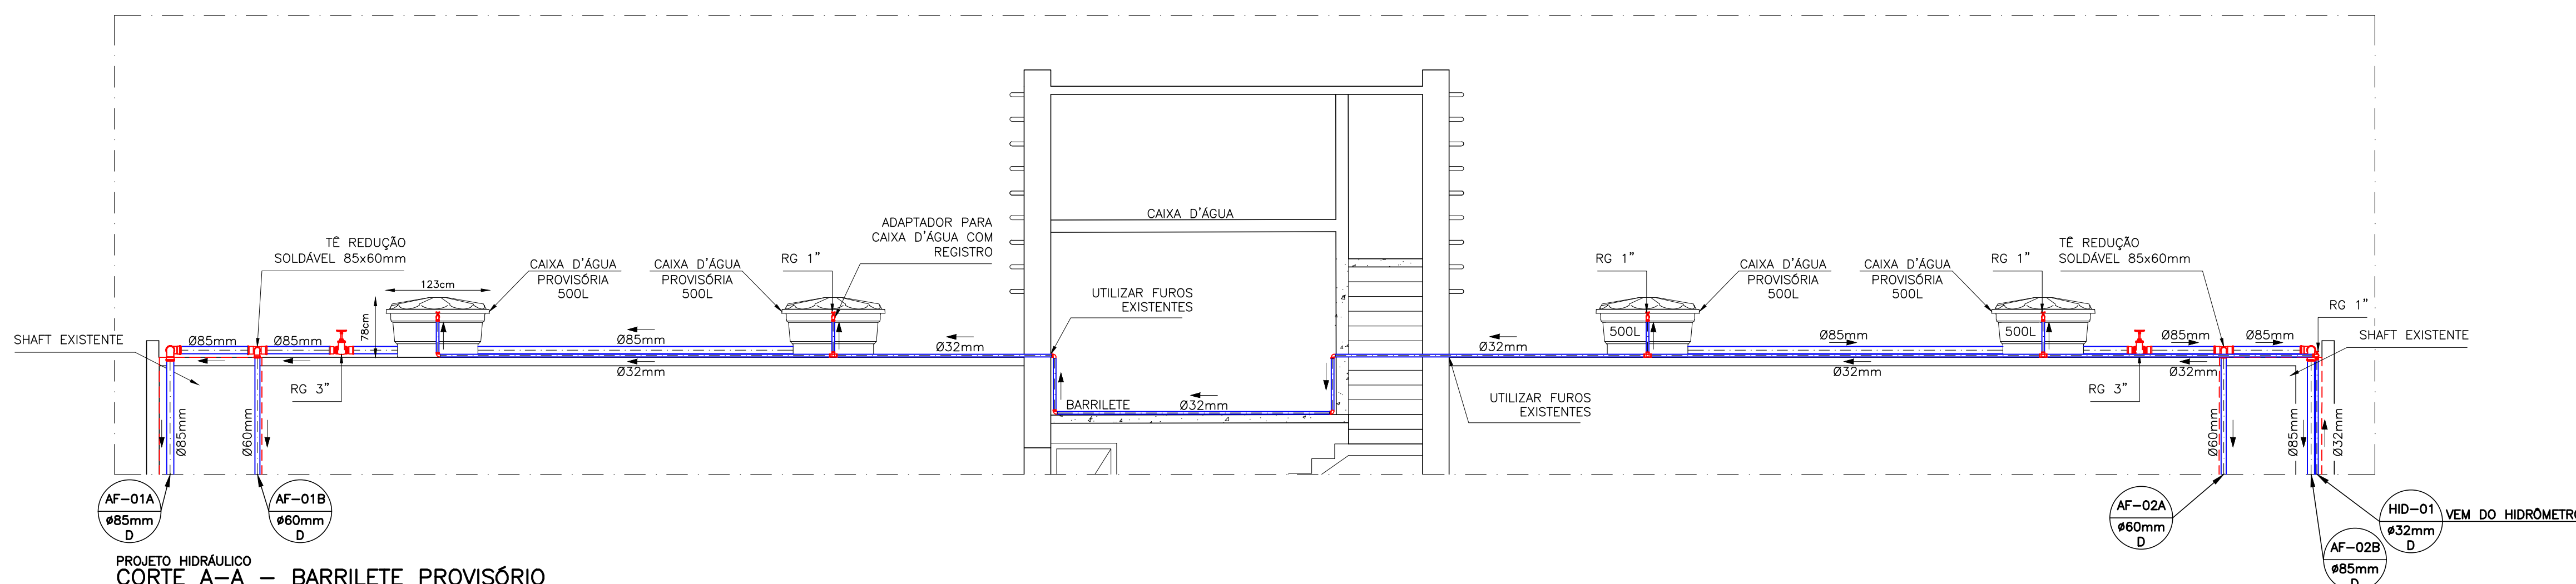 CAIXA D'ÁGUA
ADAPTADOR PARA
CAIXA D'ÁGUA COM
REGISTRO
TÊ REDUÇÃO
SOLDÁVEL 85x60mm
CAIXA D'ÁGUA
PROVISÓRIA
500L
CAIXA D'ÁGUA
PROVISÓRIA
500L
RG 1"
123cm
78cm
UTILIZAR FUROS
EXISTENTES
SHAFT EXISTENTE
Ø85mm
Ø85mm
Ø85mm
Ø32mm
Ø32mm
RG 3"
Ø85mm
Ø60mm
BARRILETE
Ø32mm
RG 1"
CAIXA D'ÁGUA
PROVISÓRIA
500L
CAIXA D'ÁGUA
PROVISÓRIA
500L
RG 1"
TÊ REDUÇÃO
SOLDÁVEL 85x60mm
RG 1"
500L
500L
Ø32mm
Ø85mm
Ø85mm
Ø85mm
SHAFT EXISTENTE
Ø32mm
Ø32mm
RG 3"
UTILIZAR FUROS
EXISTENTES
Ø60mm
Ø85mm
Ø32mm
AF-01A
Ø85mm
D
AF-01B
Ø60mm
D
AF-02A
Ø60mm
D
HID-01
Ø32mm
D
VEM DO HIDRÔMETRO
AF-02B
Ø85mm
D
PROJETO HIDRÁULICO
CORTE A-A - BARRILETE PROVISÓRIO